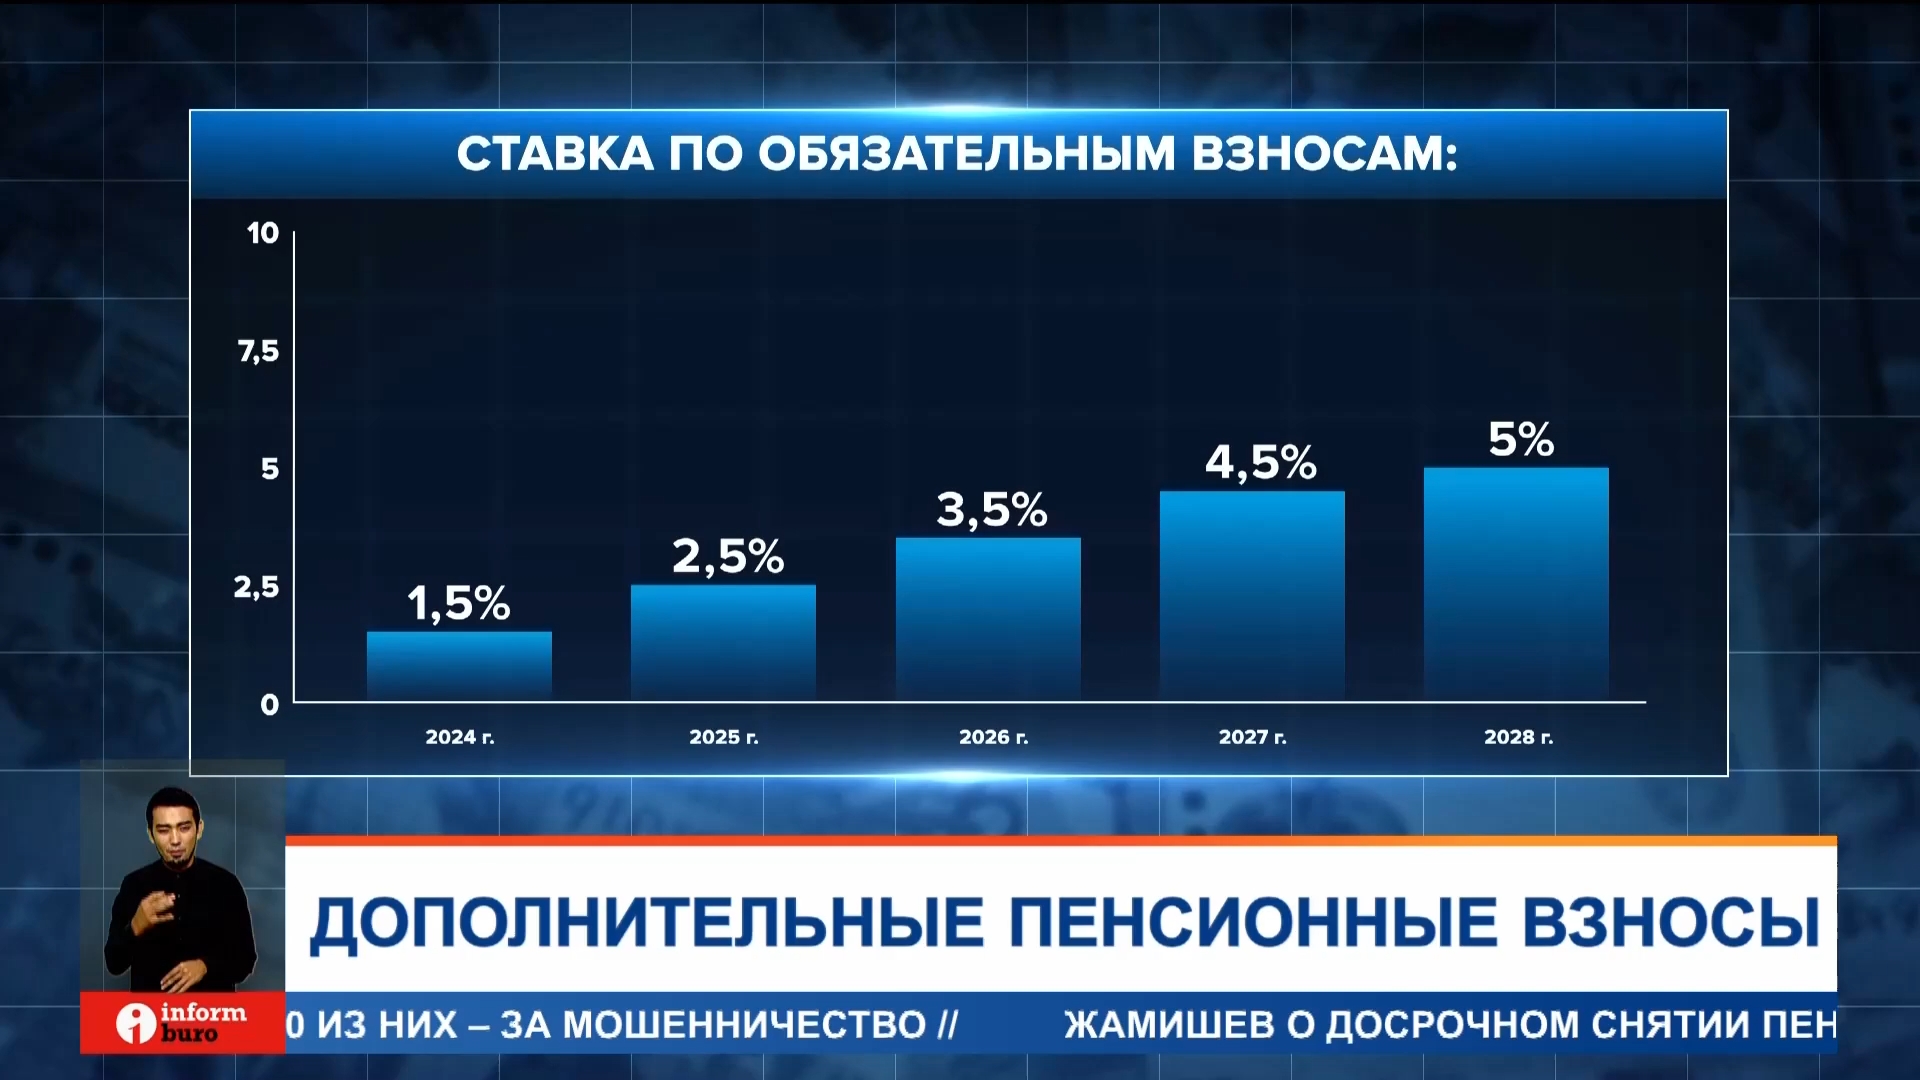 СТАВКА ПО ОБЯЗАТЕЛЬНЫМ ВЗНОСАМ:
10
7,5
5
2,5
0
1,5%
2,5%
3,5%
4,5%
5%
2024 г.
2025 г.
2026 г.
2027 г.
2028 г.
ДОПОЛНИТЕЛЬНЫЕ ПЕНСИОННЫЕ ВЗНОСЫ
inform
buro
0 ИЗ НИХ – ЗА МОШЕННИЧЕСТВО // ЖАМИШЕВ О ДОСРОЧНОМ СНЯТИИ ПЕН